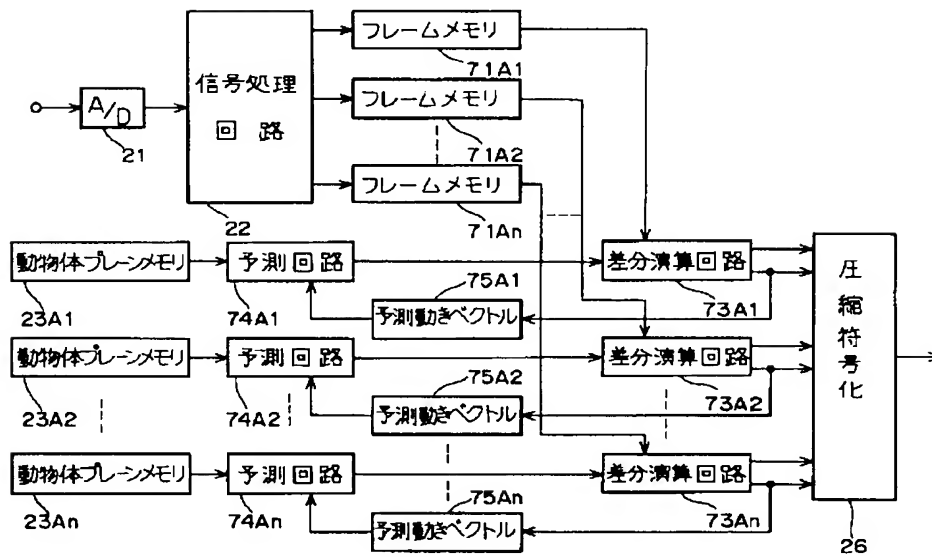 フレームメモリ
71A1
信号処理
回路
フレームメモリ
71A2
A/D
21
フレームメモリ
71An
22
動物体プレーンメモリ
23A1
予測回路
74A1
75A1
予測動きベクトル
差分演算回路
73A1
圧縮符号化
動物体プレーンメモリ
23A2
予測回路
74A2
75A2
予測動きベクトル
差分演算回路
73A2
動物体プレーンメモリ
23An
予測回路
74An
75An
予測動きベクトル
差分演算回路
73An
26